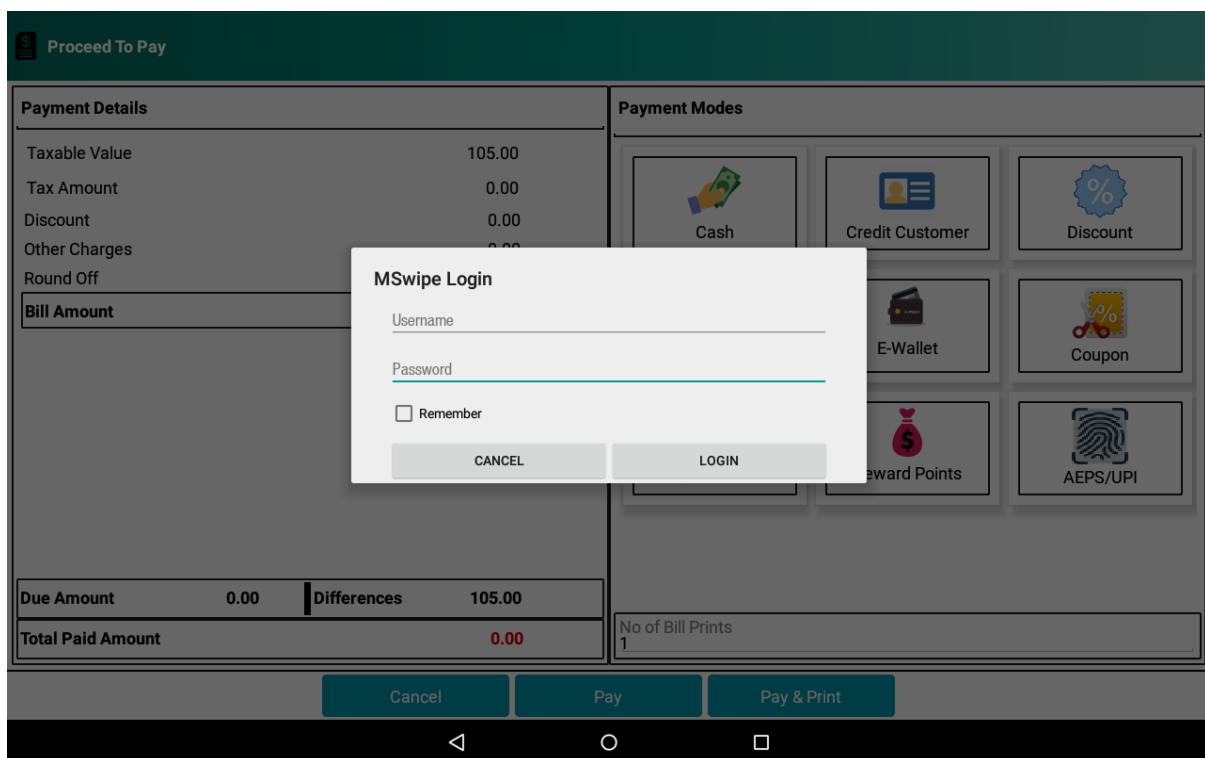 Proceed To Pay
Payment Details
Taxable Value 105.00
Tax Amount 0.00
Discount 0.00
Other Charges
Round Off
Bill Amount
Payment Modes
Cash
Credit Customer
Discount
E-Wallet
Coupon
eward Points
AEPS/UPI
MSwipe Login
Username
Password
Remember
CANCEL LOGIN
Due Amount 0.00 Differences 105.00
Total Paid Amount 0.00
No of Bill Prints
1
Cancel Pay Pay & Print